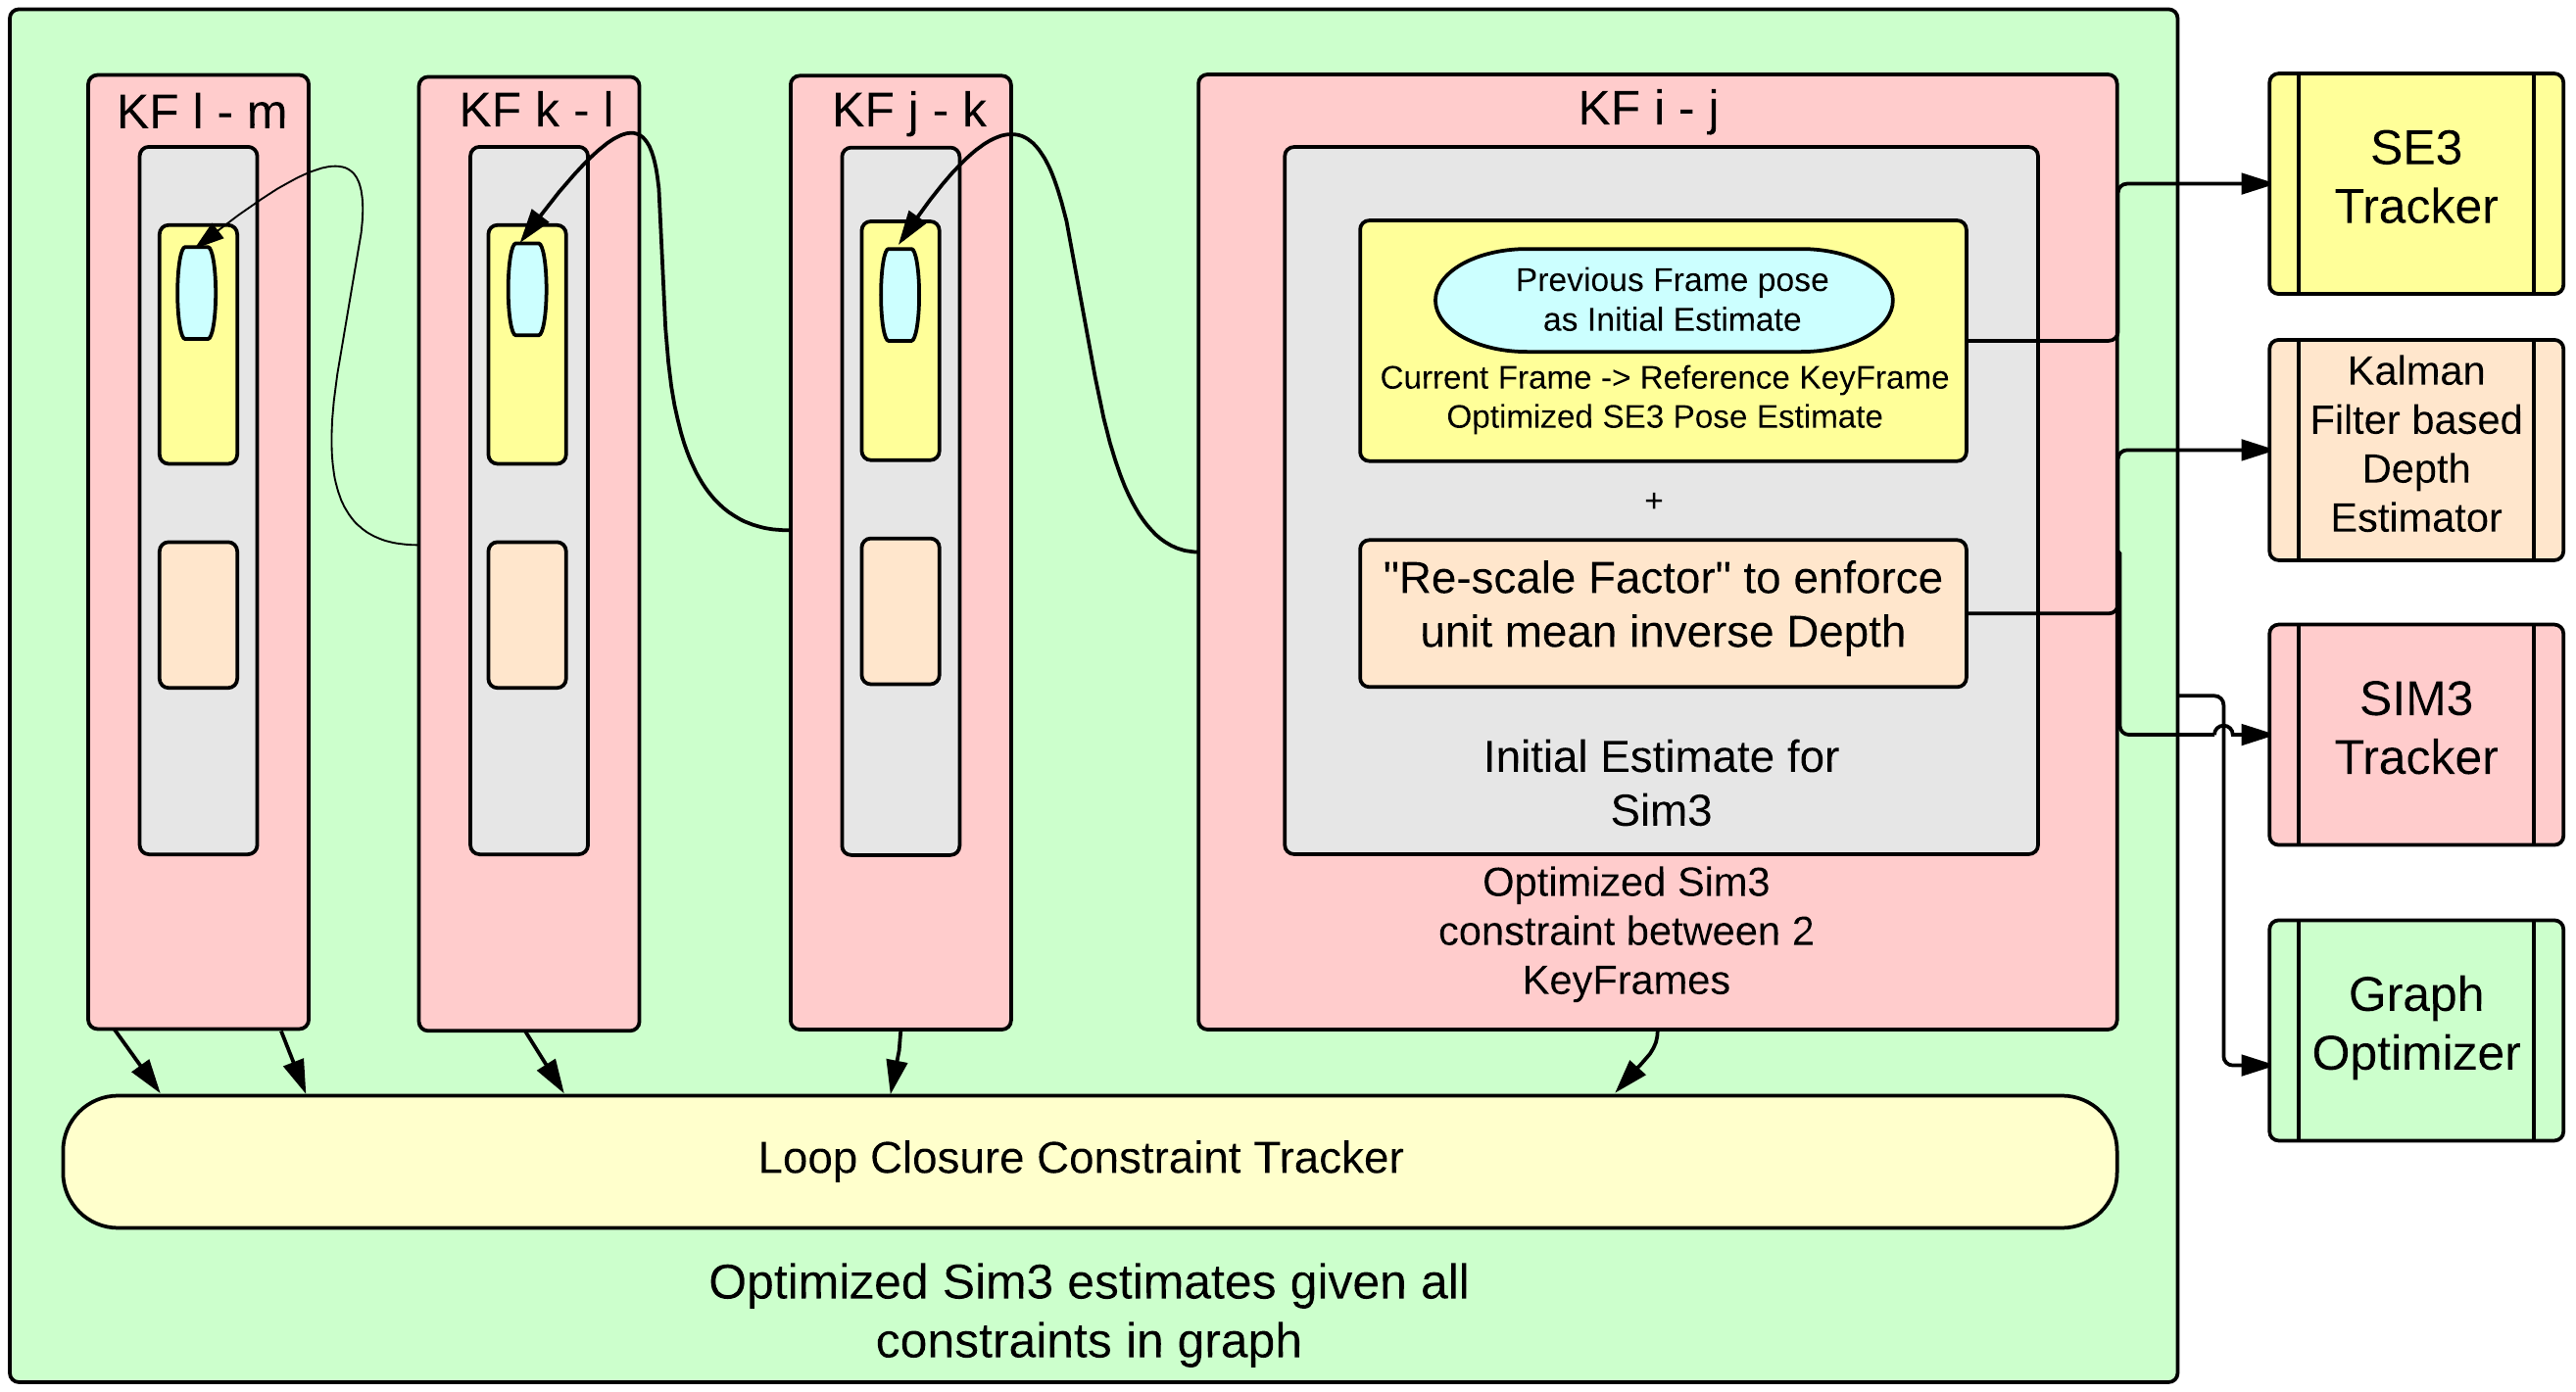 KF l - m
KF k - l
KF j - k
KF i - j
Previous Frame pose
as Initial Estimate
Current Frame -> Reference KeyFrame
Optimized SE3 Pose Estimate
+
"Re-scale Factor" to enforce
unit mean inverse Depth
Initial Estimate for
Sim3
Optimized Sim3
constraint between 2
KeyFrames
Loop Closure Constraint Tracker
Optimized Sim3 estimates given all
constraints in graph
SE3
Tracker
Kalman
Filter based
Depth
Estimator
SIM3
Tracker
Graph
Optimizer